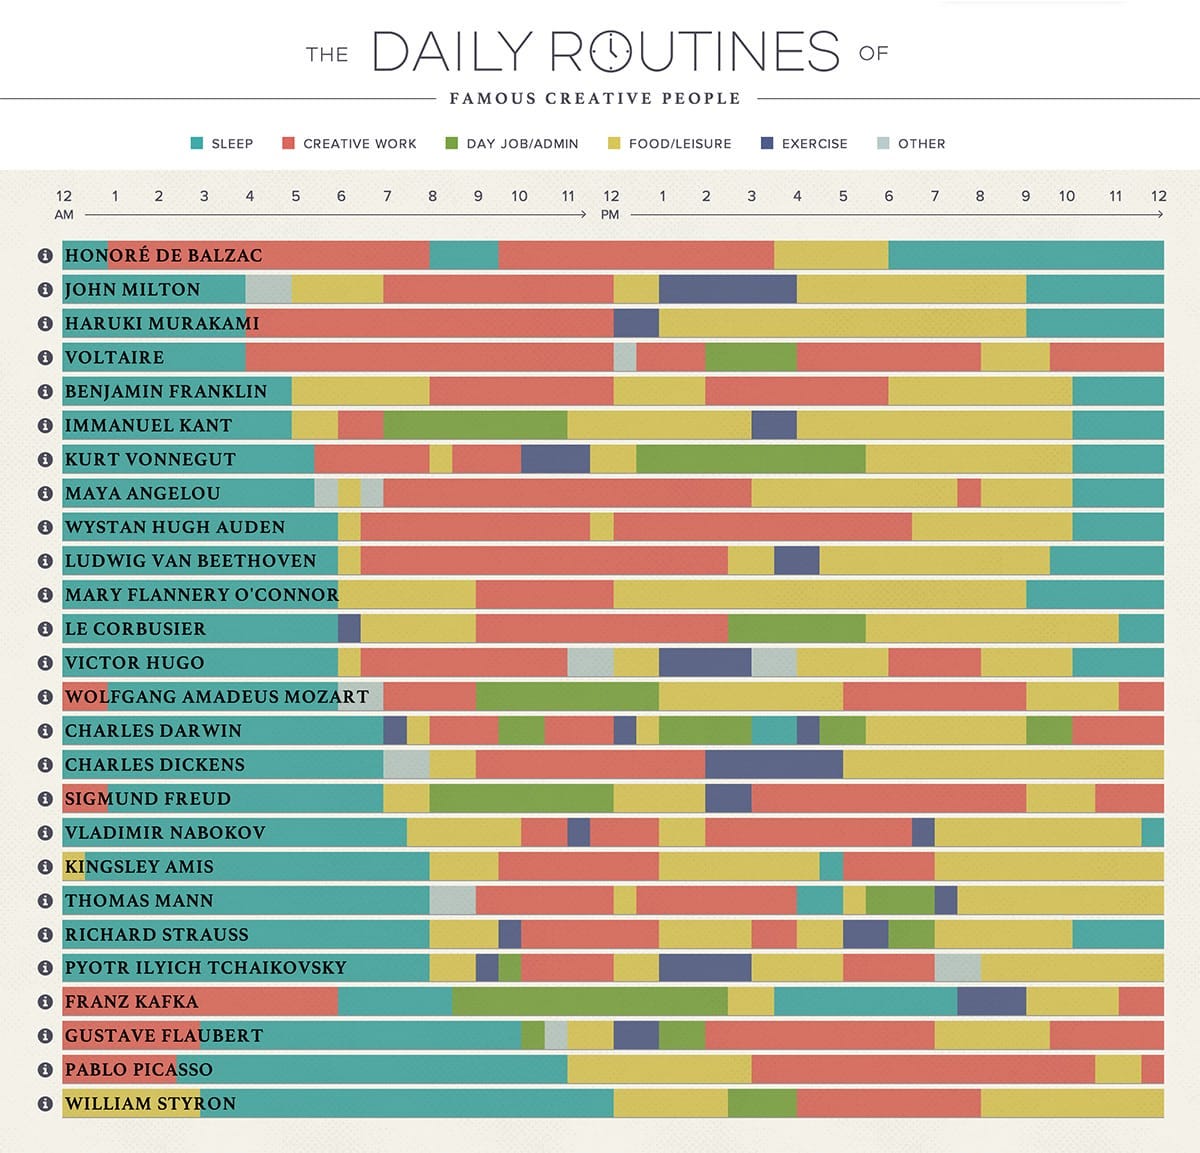 THE DAILY ROUTINES OF
FAMOUS CREATIVE PEOPLE
SLEEP CREATIVE WORK DAY JOB/ADMIN FOOD/LEISURE EXERCISE OTHER
12 1 2 3 4 5 6 7 8 9 10 11 12 1 2 3 4 5 6 7 8 9 10 11 12
AM PM
HONORÉ DE BALZAC
JOHN MILTON
HARUKI MURAKAMI
VOLTAIRE
BENJAMIN FRANKLIN
IMMANUEL KANT
KURT VONNEGUT
MAYA ANGELOU
WYSTAN HUGH AUDEN
LUDWIG VAN BEETHOVEN
MARY FLANNERY O'CONNOR
LE CORBUSIER
VICTOR HUGO
WOLFGANG AMADEUS MOZART
CHARLES DARWIN
CHARLES DICKENS
SIGMUND FREUD
VLADIMIR NABOKOV
KINGSLEY AMIS
THOMAS MANN
RICHARD STRAUSS
PYOTR ILYICH TCHAIKOVSKY
FRANZ KAFKA
GUSTAVE FLAUBERT
PABLO PICASSO
WILLIAM STYRON